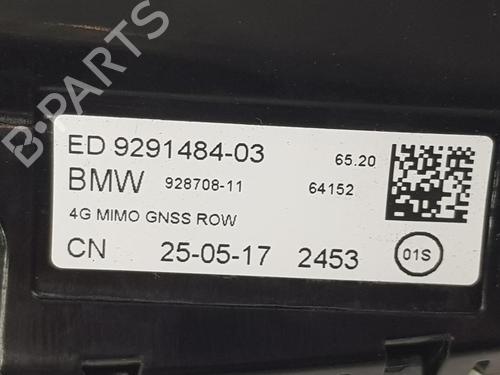 B-PARTS
ED 9291484-03 65.20
BMW 928708-11 64152
4G MIMO GNSS ROW
CN 25-05-17 2453 01S